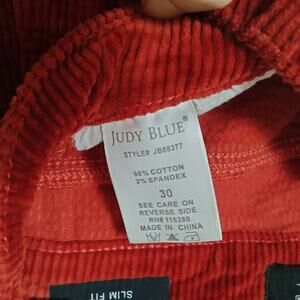 JUDY BLUE®
STYLE# JB88377
98% COTTON
2% SPANDEX
30
SEE CARE ON
REVERSE SIDE
RN# 116380
MADE IN CHINA
SLIM FIT